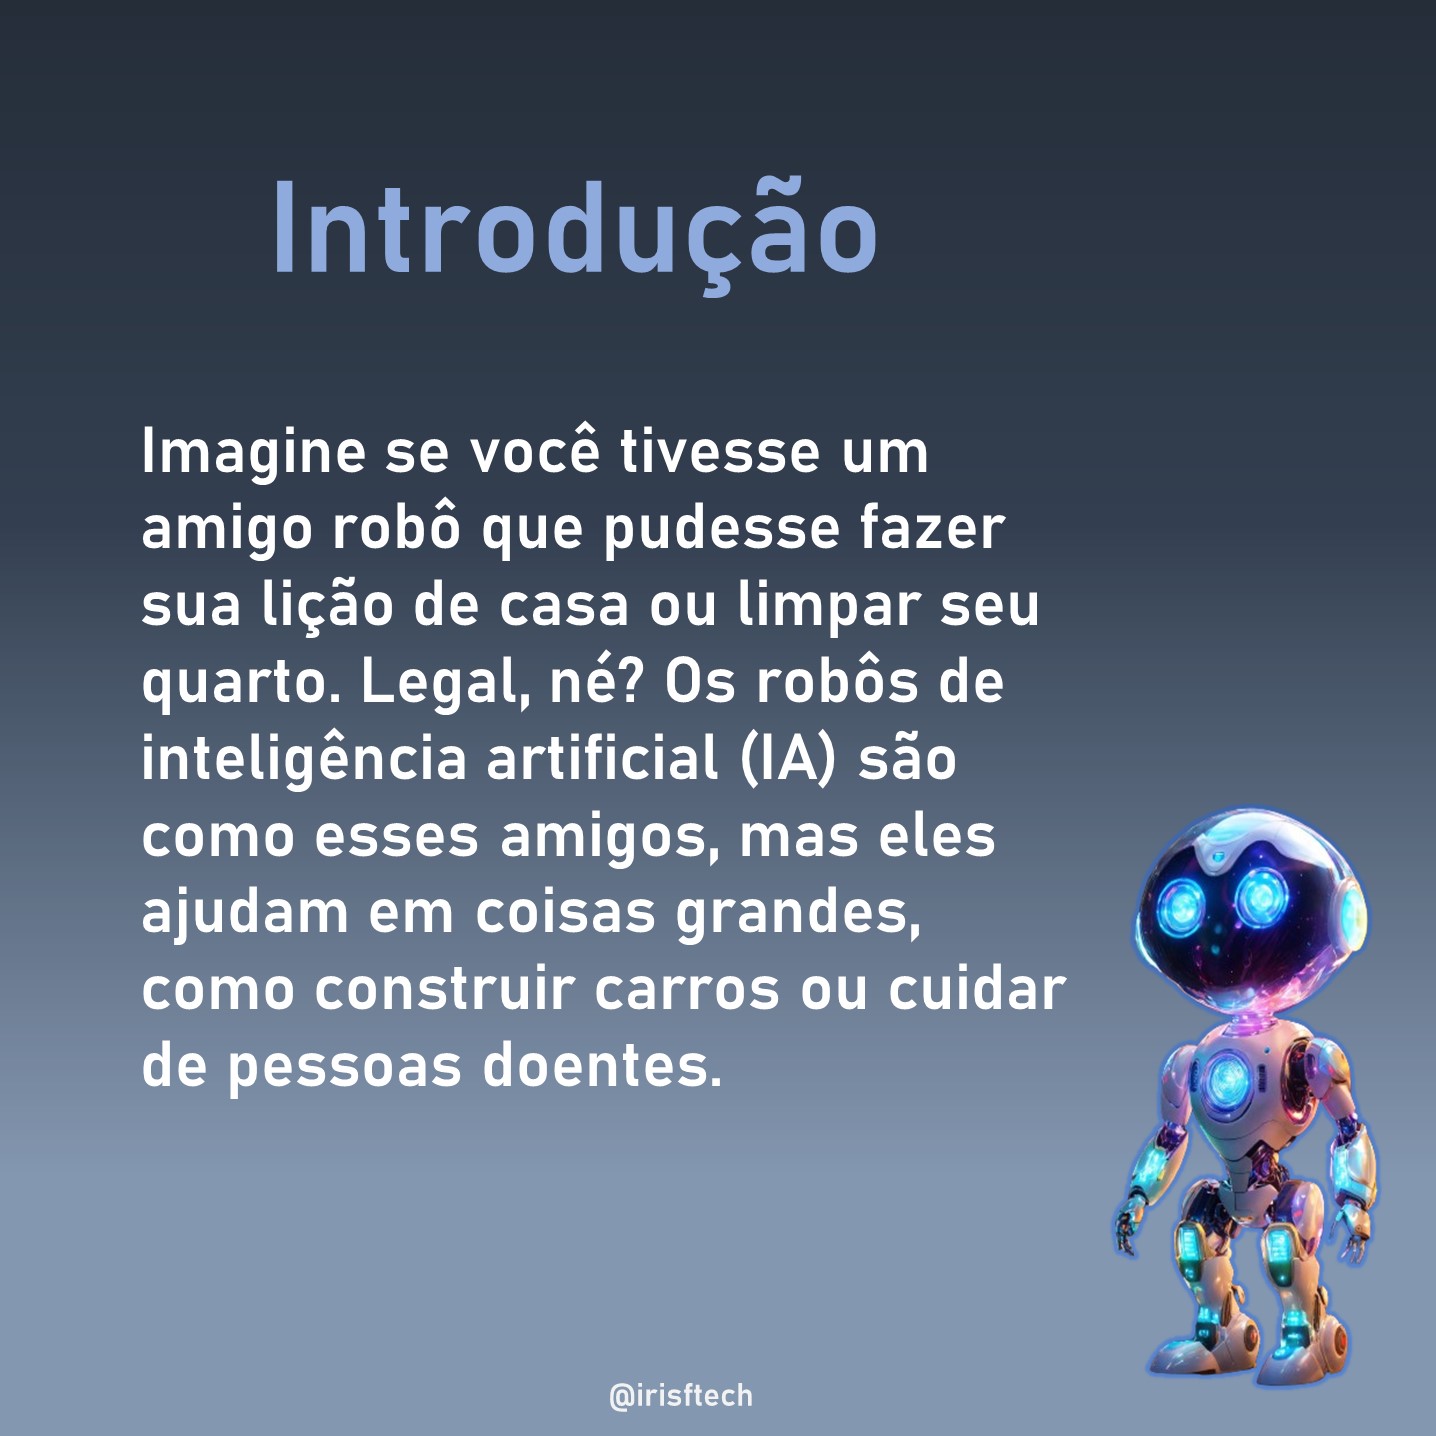 Introdução
Imagine se você tivesse um
amigo robô que pudesse fazer
sua lição de casa ou limpar seu
quarto. Legal, né? Os robôs de
inteligência artificial (IA) são
como esses amigos, mas eles
ajudam em coisas grandes,
como construir carros ou cuidar
de pessoas doentes.
@irisftech